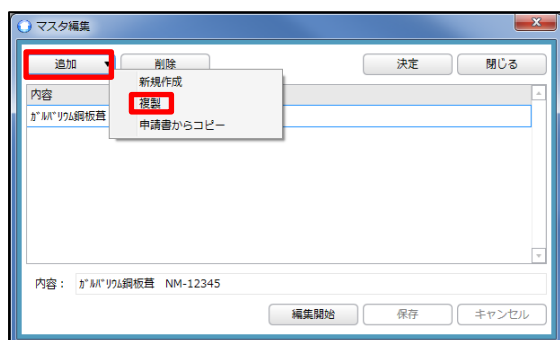 マスタ編集
追加 ▼ 削除 決定 閉じる
新規作成
内容
複製
ｶﾞﾙﾊﾞﾘｳﾑ鋼板葺
申請書からコピー
内容： ｶﾞﾙﾊﾞﾘｳﾑ鋼板葺 NM-12345
編集開始 保存 キャンセル